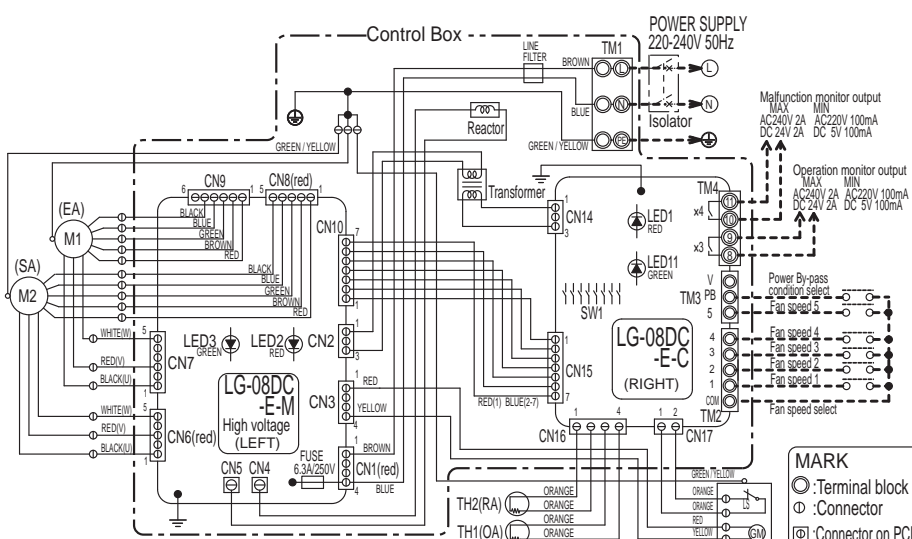 Control Box
POWER SUPPLY
220-240V 50Hz
LINE
FILTER
BROWN
TM1
L
L
BLUE
N
N
Isolator
GREEN / YELLOW
PE
Reactor
GREEN / YELLOW
Malfunction monitor output
MAX MIN
AC240V 2A AC220V 100mA
DC 24V 2A DC 5V 100mA
Operation monitor output
MAX MIN
AC240V 2A AC220V 100mA
DC 24V 2A DC 5V 100mA
Transformer
TM4
11
x4
10
9
x3
8
6 CN9 1
5 CN8(red) 1
(EA)
M1
BLACK
BLUE
GREEN
BROWN
RED
(SA)
M2
BLACK
BLUE
GREEN
BROWN
RED
CN10
7
1
1
CN14
3
LED1
RED
LED11
GREEN
SW1
V
TM3 PB
5
Power By-pass
condition select
Fan speed 5
4
3
2
1
COM
TM2
Fan speed 4
Fan speed 3
Fan speed 2
Fan speed 1
Fan speed select
WHITE(W)
RED(V)
BLACK(U)
5
CN7
1
LED3
GREEN
LED2
RED
CN2
1
3
LG-08DC
-E-M
High voltage
(LEFT)
WHITE(W)
RED(V)
BLACK(U)
5
CN6(red)
1
CN3
1
4
RED
YELLOW
CN5 CN4
FUSE
6.3A/250V
1
CN1(red)
4
BROWN
BLUE
1
CN15
7
RED(1) BLUE(2-7)
LG-08DC
-E-C
(RIGHT)
1 4
CN16
1 2
CN17
GREEN / YELLOW
TH2(RA)
ORANGE
ORANGE
TH1(OA)
ORANGE
ORANGE
ORANGE
ORANGE
RED
YELLOW
LS
GM
MARK
:Terminal block
:Connector
:Connector on PC